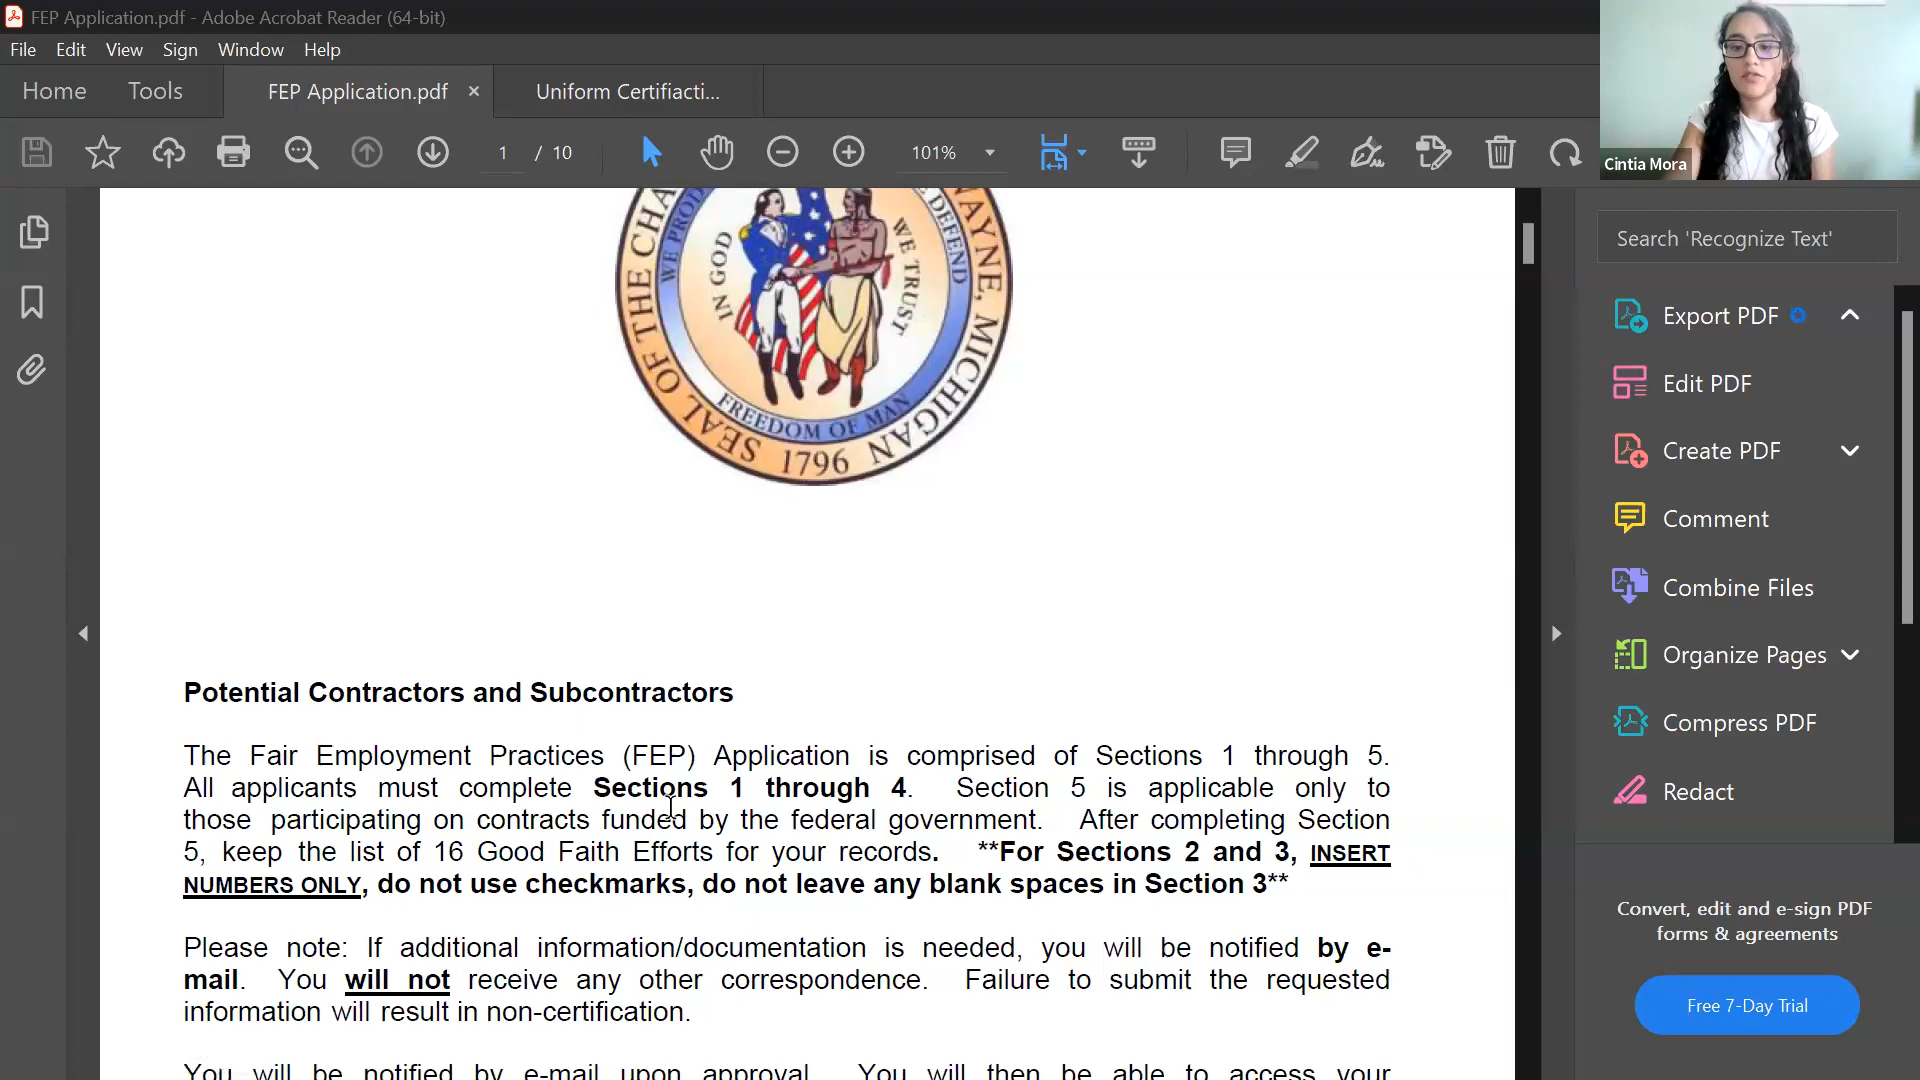 FEP Application.pdf - Adobe Acrobat Reader (64-bit)
File Edit View Sign Window Help
Home Tools FEP Application.pdf × Uniform Certifiacti...
1 / 10 101%
Cintia Mora
Search 'Recognize Text'
Export PDF
Edit PDF
Create PDF
Comment
Combine Files
Organize Pages
Compress PDF
Redact
Convert, edit and e-sign PDF
forms & agreements
Free 7-Day Trial
SEAL OF THE CHA
AYNE, MICHIGAN
WE PROD
E DEFEND
IN GOD
WE TRUST
FREEDOM OF MAN
1796
Potential Contractors and Subcontractors
The Fair Employment Practices (FEP) Application is comprised of Sections 1 through 5.
All applicants must complete Sections 1 through 4. Section 5 is applicable only to
those participating on contracts funded by the federal government. After completing Section
5, keep the list of 16 Good Faith Efforts for your records. **For Sections 2 and 3, INSERT
NUMBERS ONLY, do not use checkmarks, do not leave any blank spaces in Section 3**
Please note: If additional information/documentation is needed, you will be notified by e-
mail. You will not receive any other correspondence. Failure to submit the requested
information will result in non-certification.
You will be notified by e-mail upon approval. You will then be able to access your